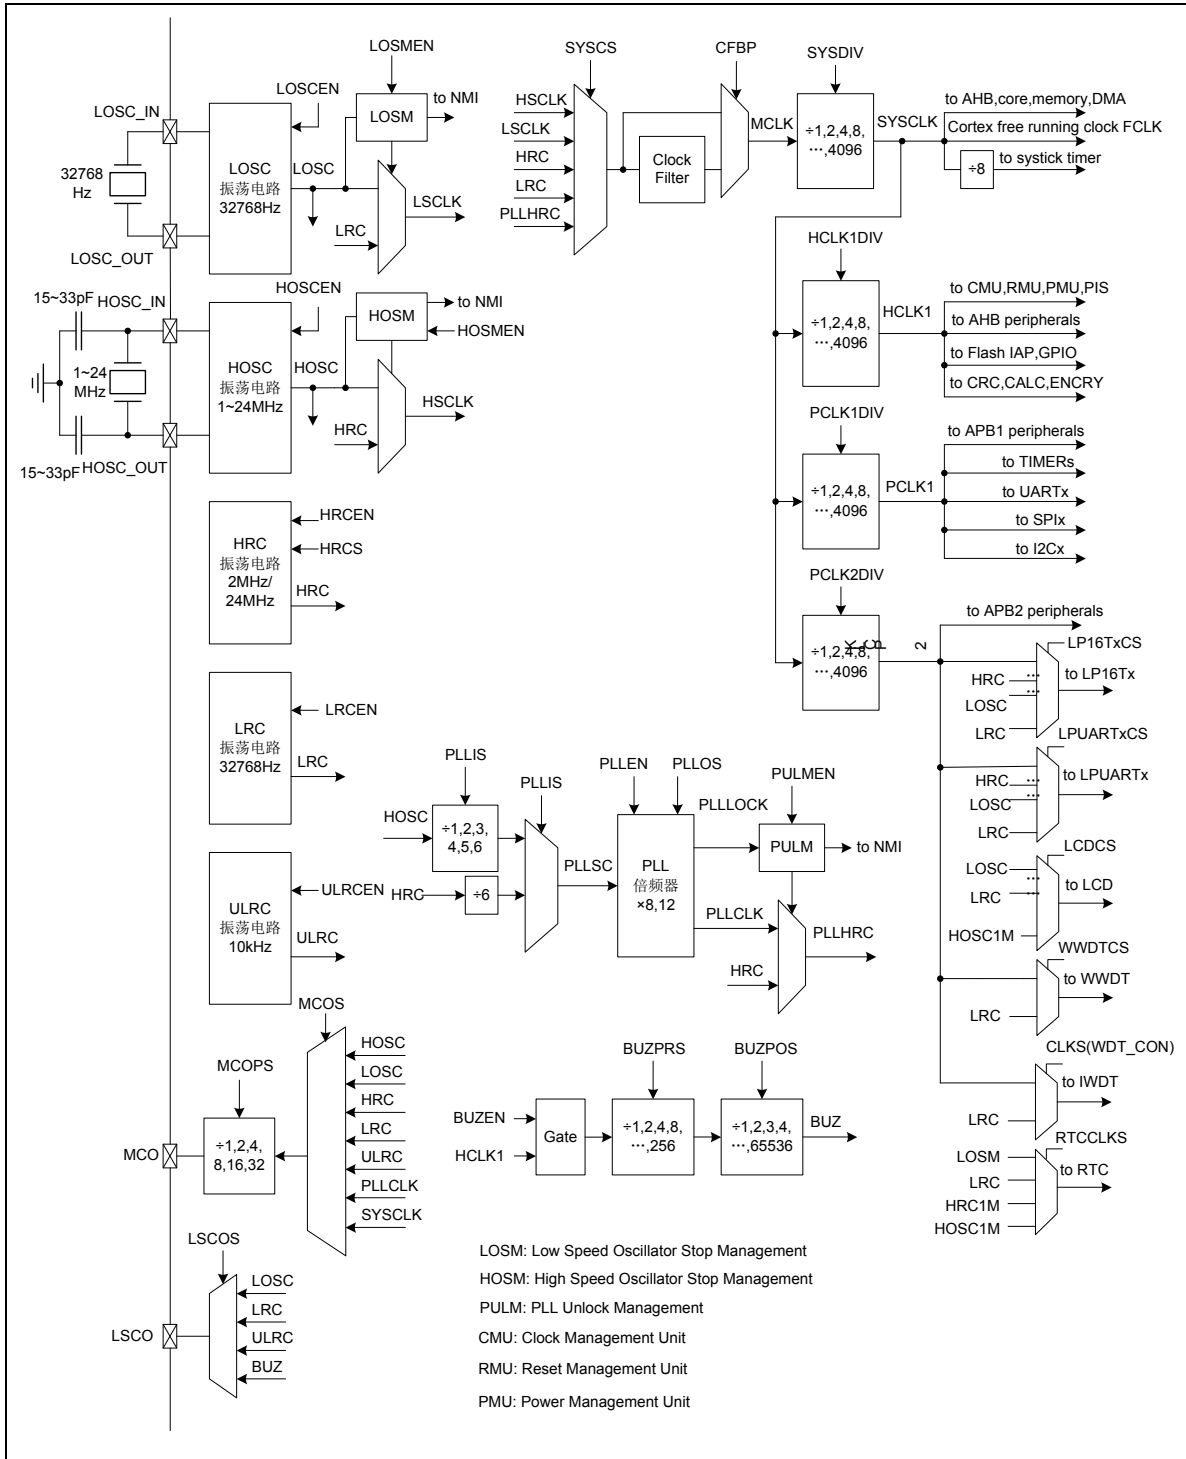 LOSMEN
LOSCEN
LOSC_IN
to NMI
LOSM
LOSC
振荡电路
32768Hz
LOSC
32768
Hz
LSCLK
LRC
LOSC_OUT
SYSCS
CFBP
SYSDIV
HSCLK
LSCLK
HRC
LRC
PLLHRC
Clock
Filter
MCLK
÷1,2,4,8,
…,4096
SYSCLK
to AHB,core,memory,DMA
Cortex free running clock FCLK
÷8
to systick timer
15~33pF
HOSC_IN
HOSCEN
HOSM
to NMI
HOSMEN
HOSC
振荡电路
1~24MHz
HOSC
1~24
MHz
HSCLK
HRC
15~33pF
HOSC_OUT
HCLK1DIV
÷1,2,4,8,
…,4096
HCLK1
to CMU,RMU,PMU,PIS
to AHB peripherals
to Flash IAP,GPIO
to CRC,CALC,ENCRY
PCLK1DIV
÷1,2,4,8,
…,4096
PCLK1
to APB1 peripherals
to TIMERs
to UARTx
to SPIx
to I2Cx
HRCEN
HRCS
HRC
振荡电路
2MHz/
24MHz
HRC
PCLK2DIV
÷1,2,4,8,
…,4096
2
to APB2 peripherals
LP16TxCS
to LP16Tx
HRC
…
LOSC
…
LRC
LRCEN
LRC
振荡电路
32768Hz
LRC
LPUARTxCS
to LPUARTx
HRC
…
LOSC
…
LRC
PLLIS
PLLIS
PLLEN
PLLOS
PULMEN
HOSC
÷1,2,3,
4,5,6
HRC
÷6
PLLSC
PLL
倍频器
×8,12
PLLLOCK
PULM
to NMI
PLLCLK
PLLHRC
HRC
LCDCS
LOSC
…
LRC
…
to LCD
HOSC1M
ULRCEN
ULRC
振荡电路
10kHz
ULRC
WWDTCS
to WWDT
LRC
CLKS(WDT_CON)
to IWDT
LRC
MCOS
MCOPS
HOSC
LOSC
HRC
LRC
ULRC
PLLCLK
SYSCLK
MCO
÷1,2,4,
8,16,32
BUZPRS
BUZPOS
BUZEN
HCLK1
Gate
÷1,2,4,8,
…,256
÷1,2,3,4,
…,65536
BUZ
RTCCLKS
LOSM
LRC
HRC1M
HOSC1M
to RTC
LSCOS
LOSC
LRC
ULRC
BUZ
LSCO
LOSM: Low Speed Oscillator Stop Management
HOSM: High Speed Oscillator Stop Management
PULM: PLL Unlock Management
CMU: Clock Management Unit
RMU: Reset Management Unit
PMU: Power Management Unit